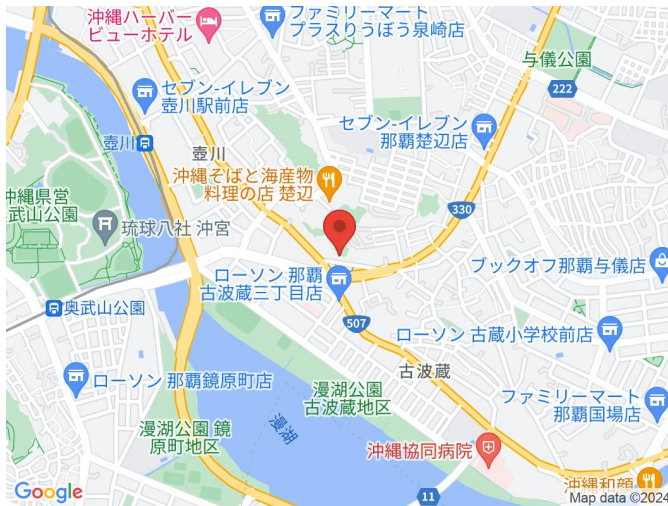 沖縄ハーバー
ビューホテル
ファミリーマート
プラスりうぼう泉崎店
与儀公園
222
セブン-イレブン
壺川駅前店
セブン-イレブン
那覇楚辺店
壺川
壺川
沖縄そばと海産物
料理の店 楚辺
沖縄県営
武山公園
琉球八社 沖宮
330
ローソン 那覇
古波蔵三丁目店
ブックオフ那覇与儀店
奥武山公園
507
ローソン 古蔵小学校前店
ローソン 那覇鏡原町店
古波蔵
漫湖公園
古波蔵地区
ファミリーマート
那覇国場店
漫湖公園 鏡
原町地区
漫湖
沖縄協同病院
沖縄和顔
11
Google
Map data ©2024